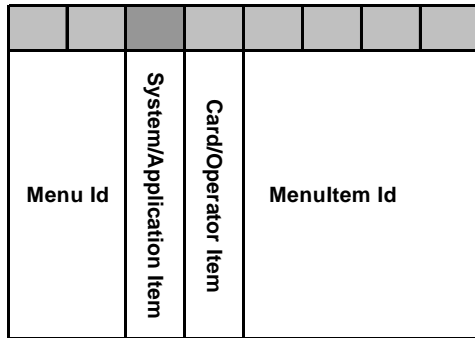 Menu Id
System/Application Item
Card/Operator Item
MenuItem Id